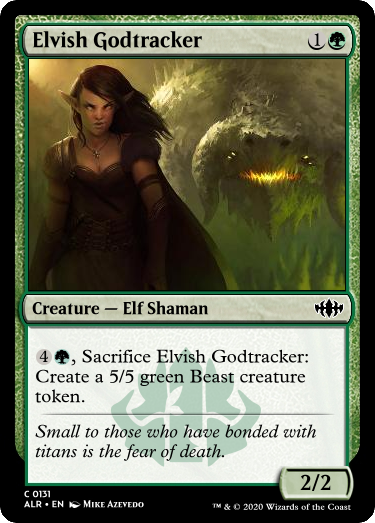 Elvish Godtracker 1
Creature — Elf Shaman
4, Sacrifice Elvish Godtracker:
Create a 5/5 green Beast creature
token.
Small to those who have bonded with
titans is the fear of death.
2/2
C 0131
ALR • EN Mike Azevedo
™ & © 2020 Wizards of the Coast